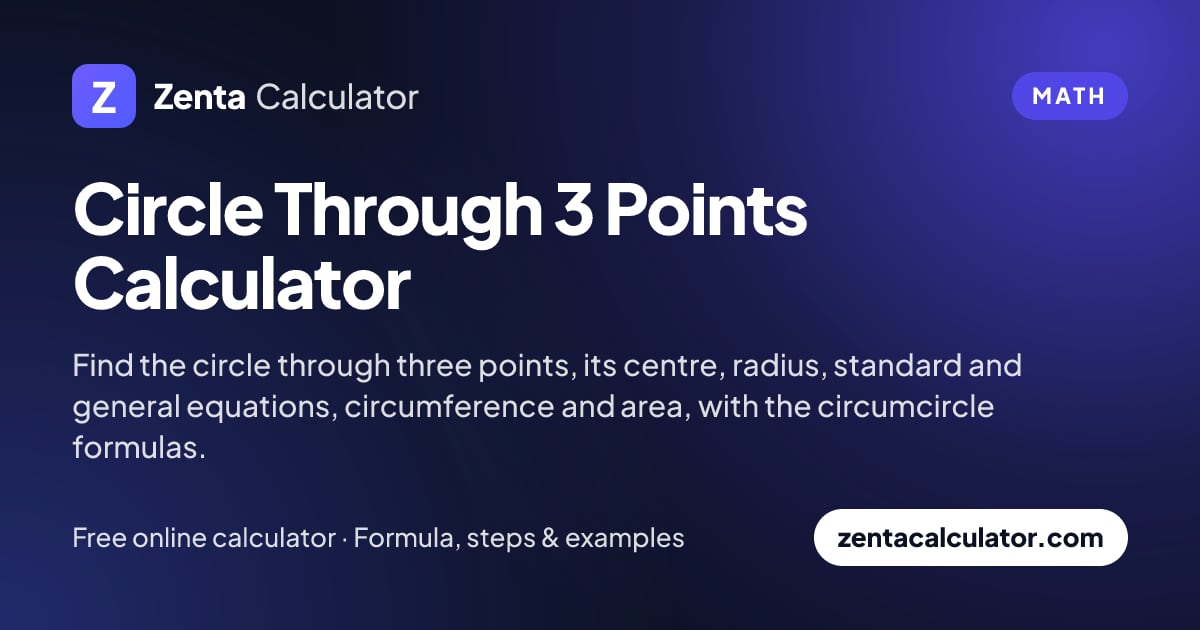 Z Zenta Calculator
MATH
Circle Through 3 Points
Calculator
Find the circle through three points, its centre, radius, standard and
general equations, circumference and area, with the circumcircle
formulas.
Free online calculator · Formula, steps & examples
zentacalculator.com